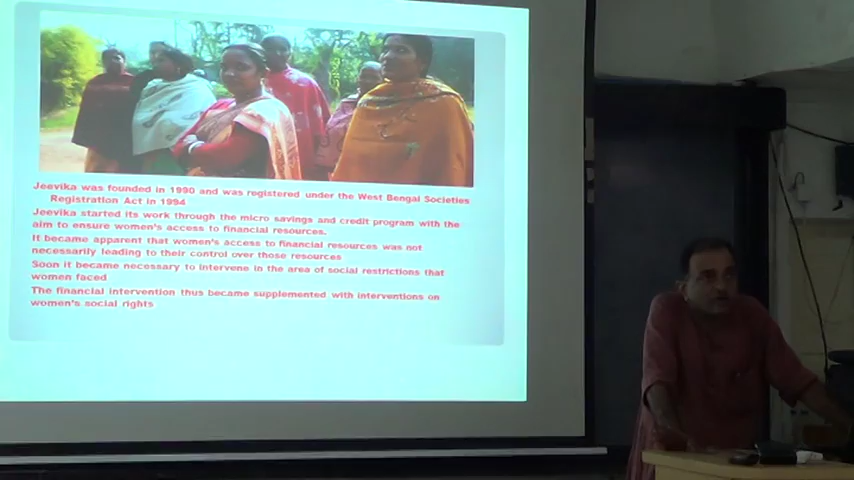 Jeevika was founded in 1990 and was registered under the West Bengal Societies
Registration Act in 1994
Jeevika started its work through the micro savings and credit program with the
aim to ensure women's access to financial resources.
It became apparent that women's access to financial resources was not
necessarily leading to their control over those resources
Soon it became necessary to intervene in the area of social restrictions that
women faced
The financial intervention thus became supplemented with interventions on
women's social rights